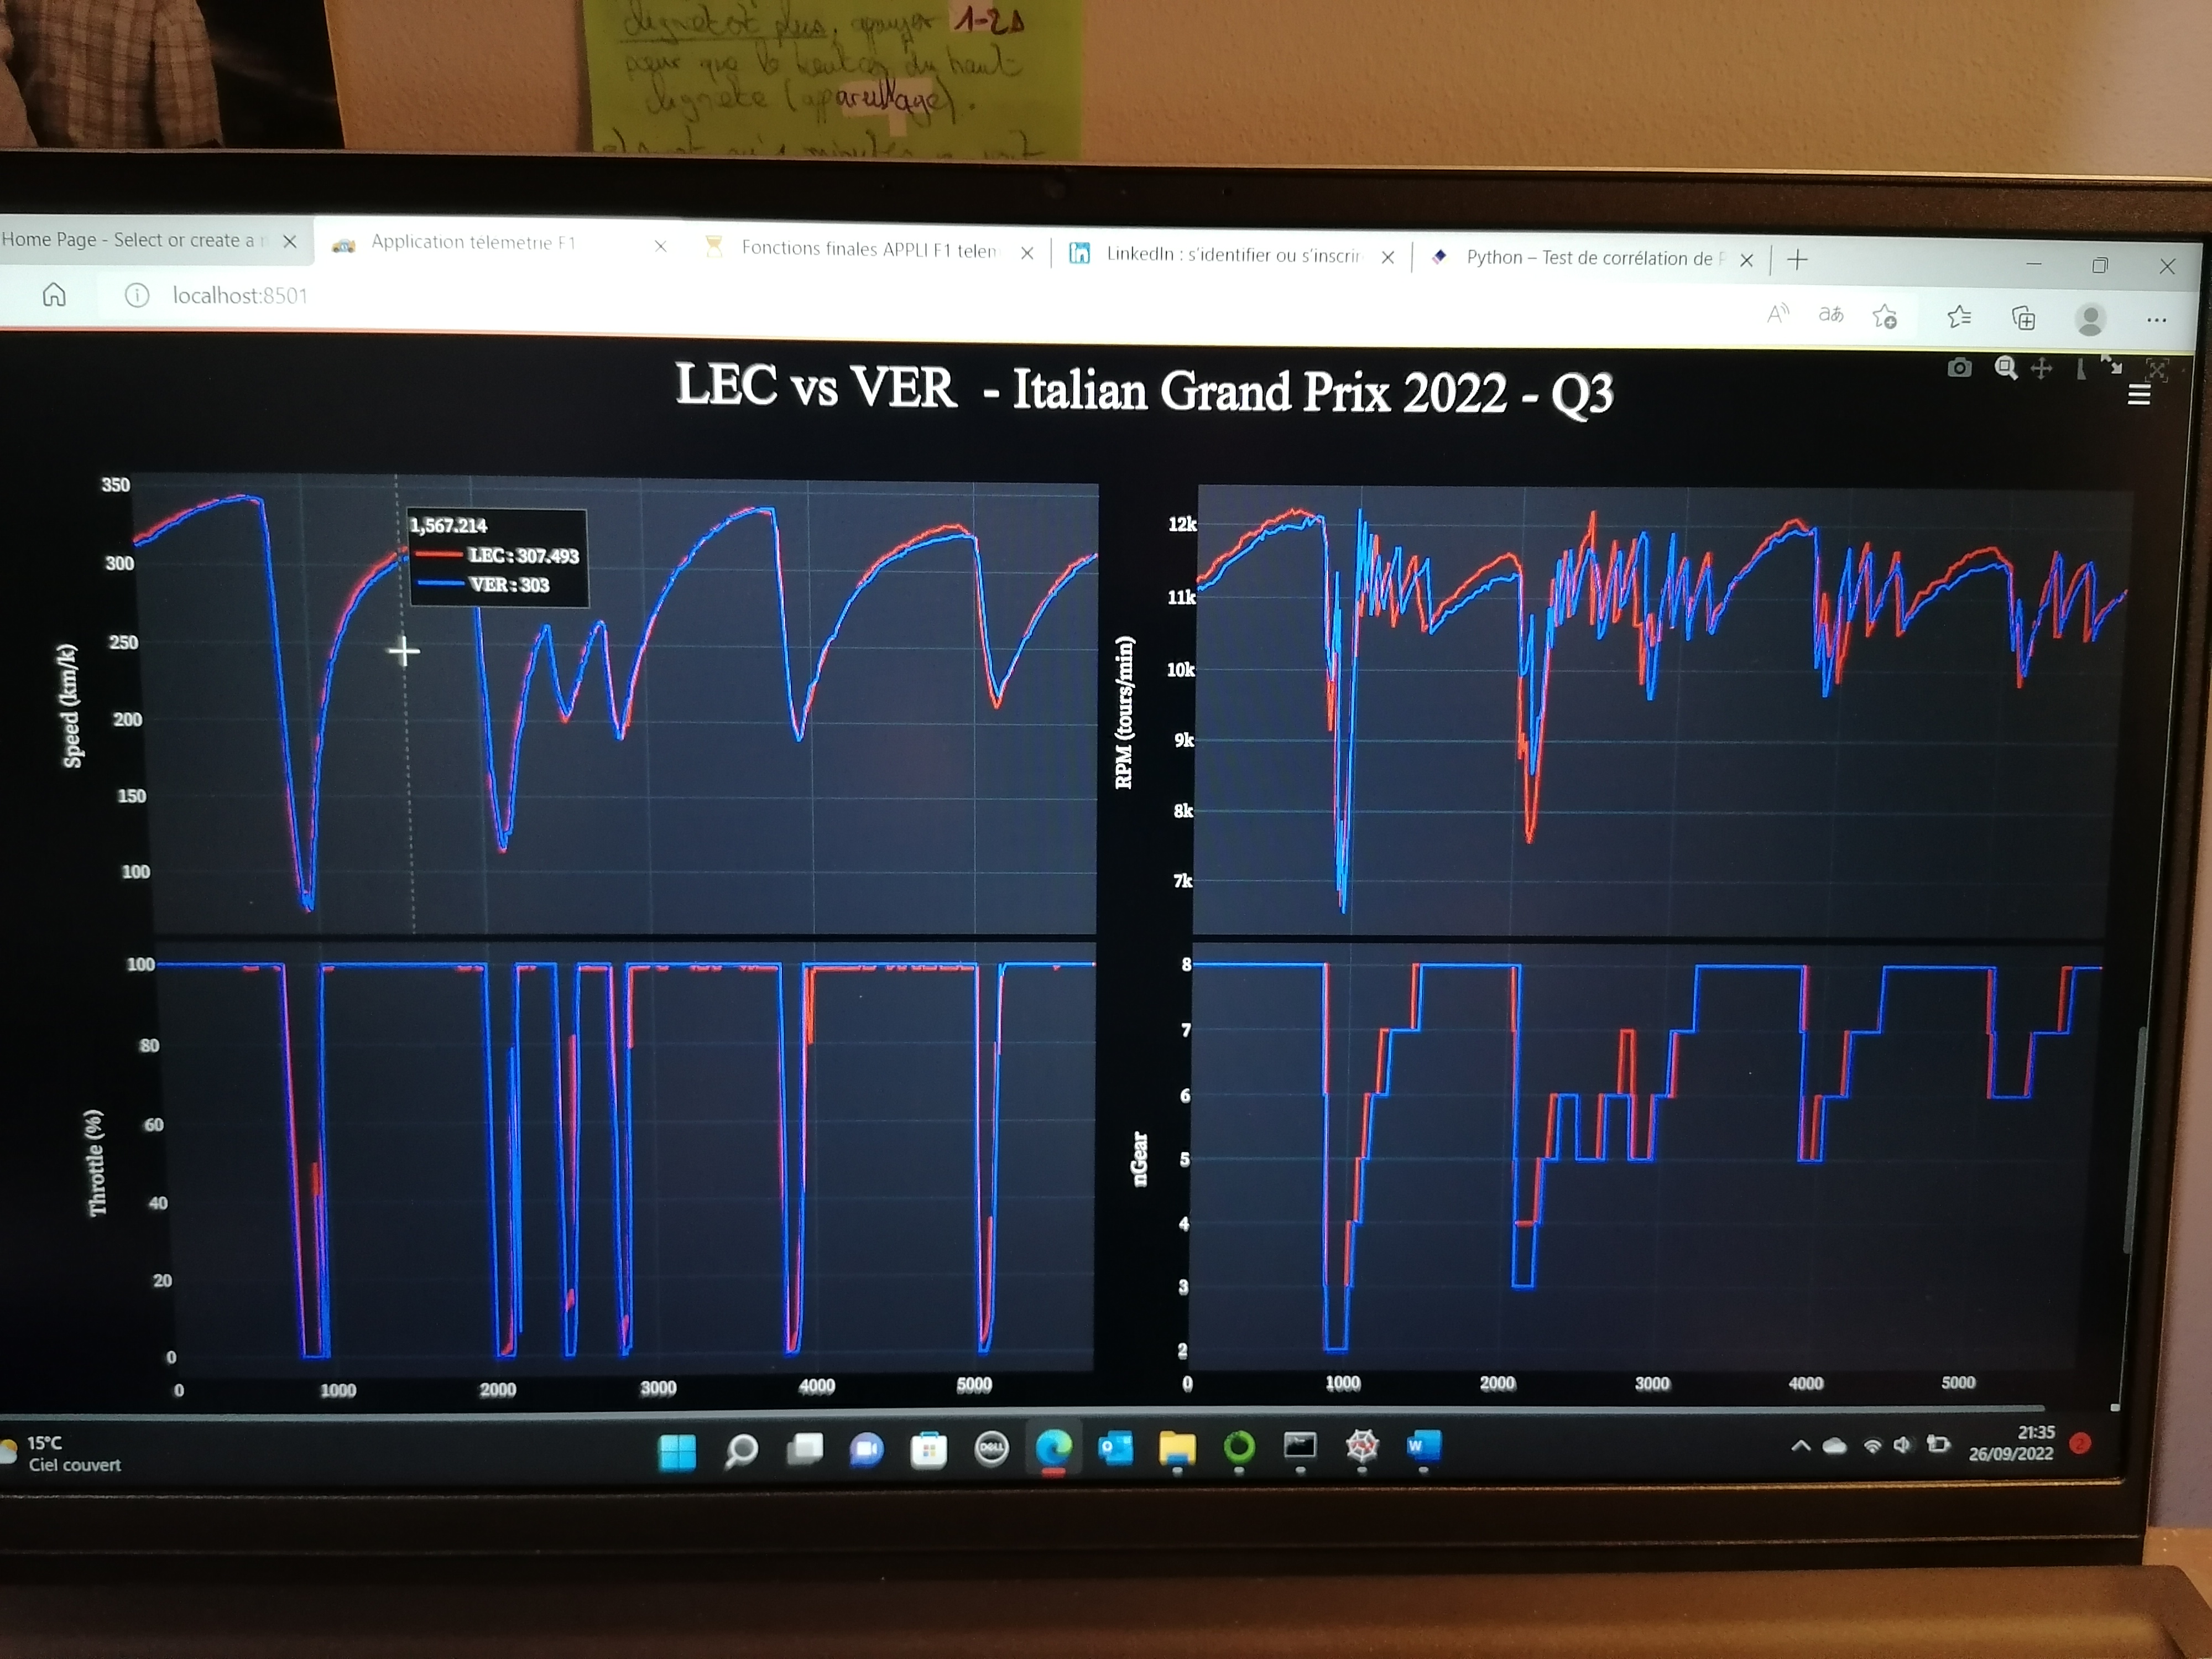 plus, appuyer 1-2s
pour que le bouton du haut
clignote (appareillage).
Home Page - Select or create a
Application télémétrie F1
Fonctions finales APPLI F1 telem
LinkedIn : s'identifier ou s'inscrir
Python – Test de corrélation de
localhost:8501
LEC vs VER - Italian Grand Prix 2022 - Q3
350
300
250
200
150
100
Speed (km/k)
1,567.214
LEC : 307.493
VER : 303
12k
11k
10k
9k
8k
7k
RPM (tours/min)
100
80
60
40
20
0
Throttle (%)
0 1000 2000 3000 4000 5000
8
7
6
5
4
3
2
nGear
0 1000 2000 3000 4000 5000
15°C
Ciel couvert
DELL
21:35
26/09/2022
2